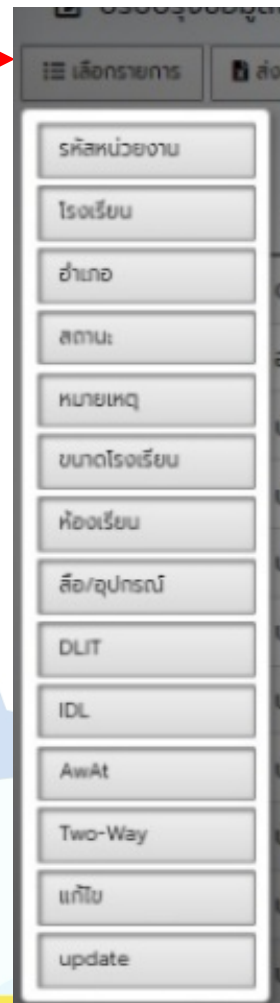 เลือกรายการ
รหัสหน่วยงาน
โรงเรียน
อำเภอ
สถานะ
หมายเหตุ
ขนาดโรงเรียน
ห้องเรียน
สื่อ/อุปกรณ์
DLIT
IDL
AwAt
Two-Way
แก้ไข
update